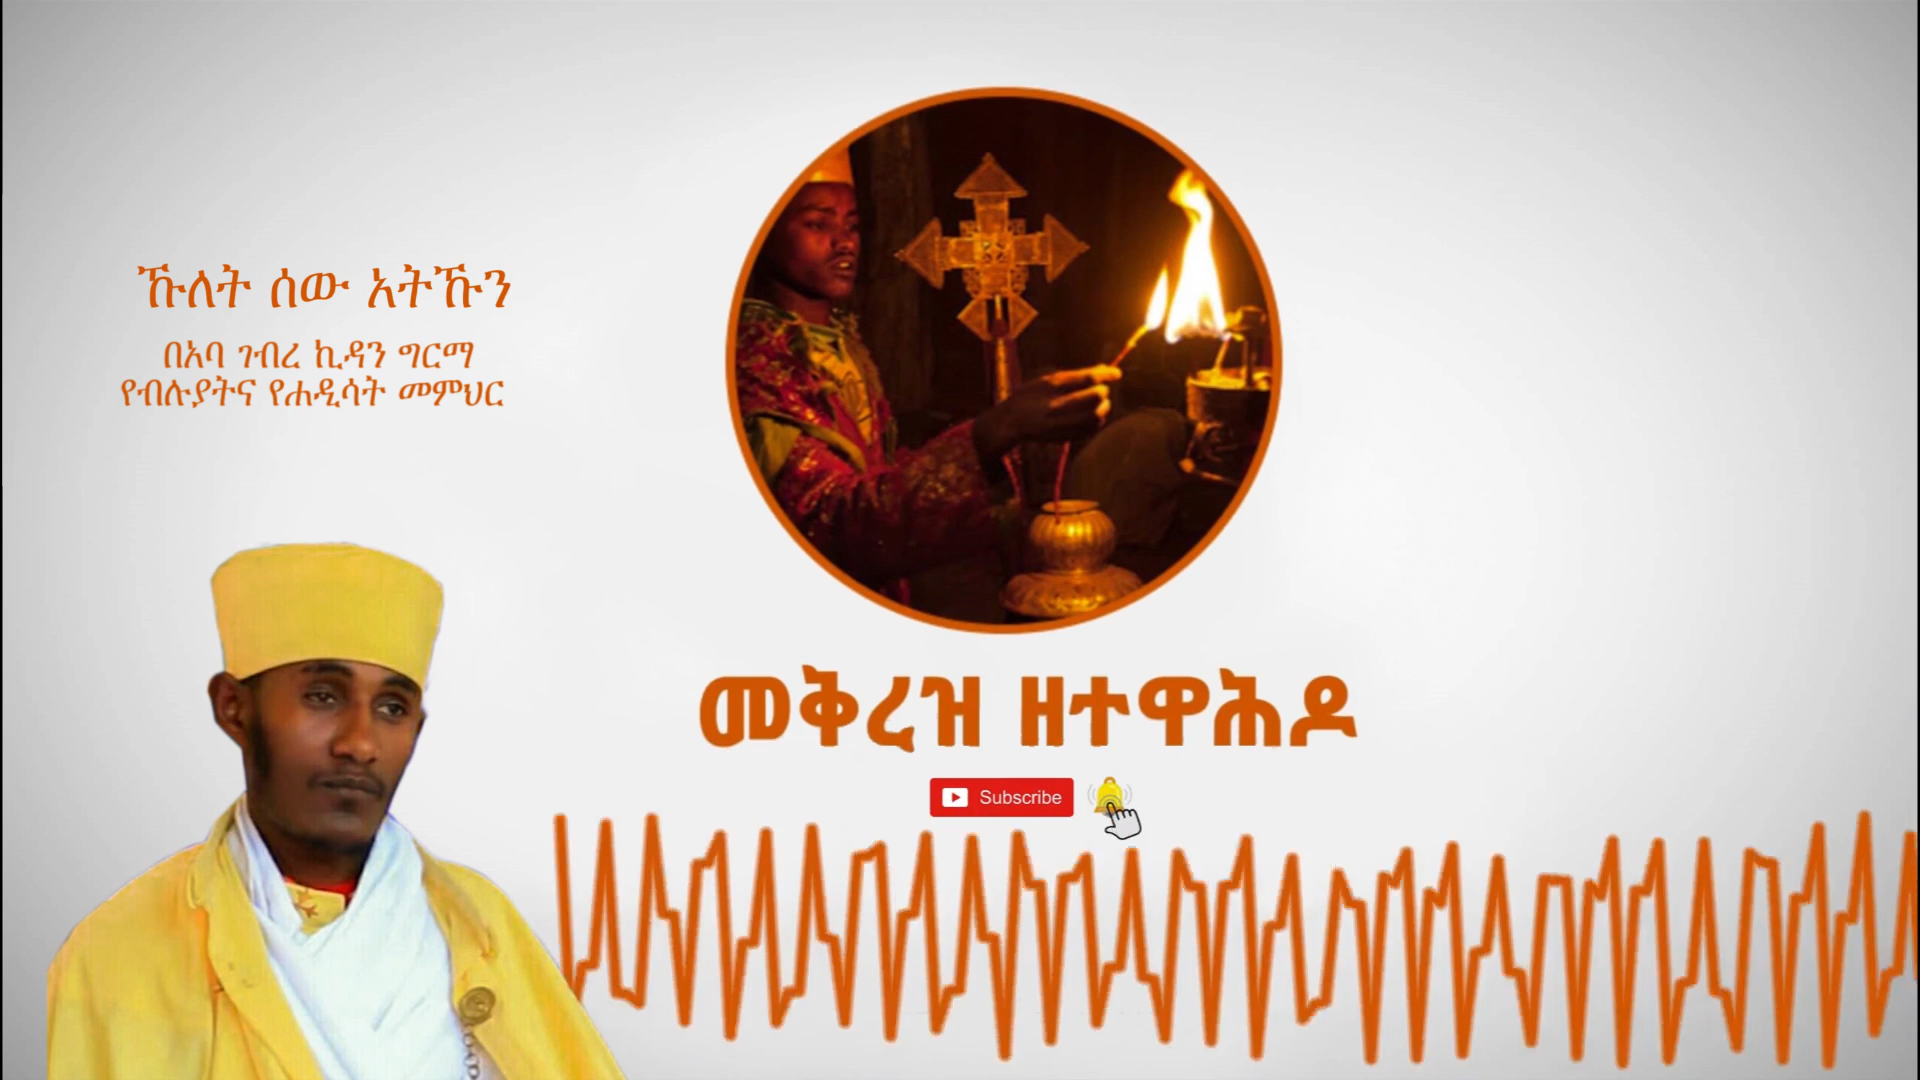 ኹለት ሰው አትኹን
በአባ ገብረ ኪዳን ግርማ
የብሉያትና የሐዲሳት መምህር
መቅረዝ ዘተዋሕዶ
Subscribe